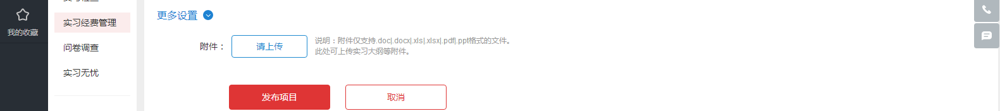 我的收藏
实习经费管理
问卷调查
实习无忧
更多设置
附件：
请上传
说明：附件仅支持.doc|.docx|.xls|.xlsx|.pdf|.ppt格式的文件。
此处可上传实习大纲等附件。
发布项目
取消